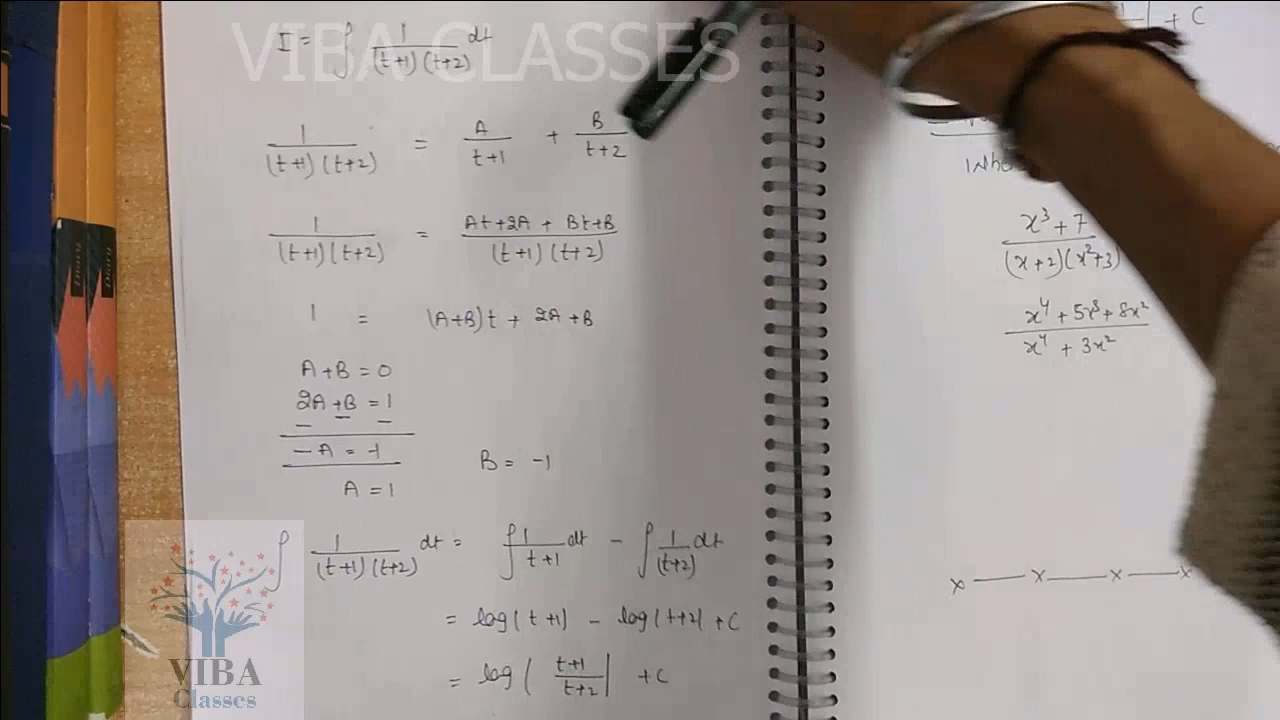 VIBA CLASSES
I = ∫ 1/((t+1)(t+2)) dt
1/((t+1)(t+2)) = A/(t+1) + B/(t+2)
1/((t+1)(t+2)) = (At+2A + Bt+B)/((t+1)(t+2))
1 = (A+B)t + 2A+B
A+B = 0
2A+B = 1
− − −
−A = −1
A = 1
B = −1
∫ 1/((t+1)(t+2)) dt = ∫ 1/(t+1) dt − ∫ 1/(t+2) dt
= log|t+1| − log|t+2| + C
= log| (t+1)/(t+2) | + C
| + C
(x³+7)/((x+2)(x²+3))
(x⁴+5x³+8x²)/(x⁴+3x²)
x — x — x — x
Diary
Diary
VIBA
Classes